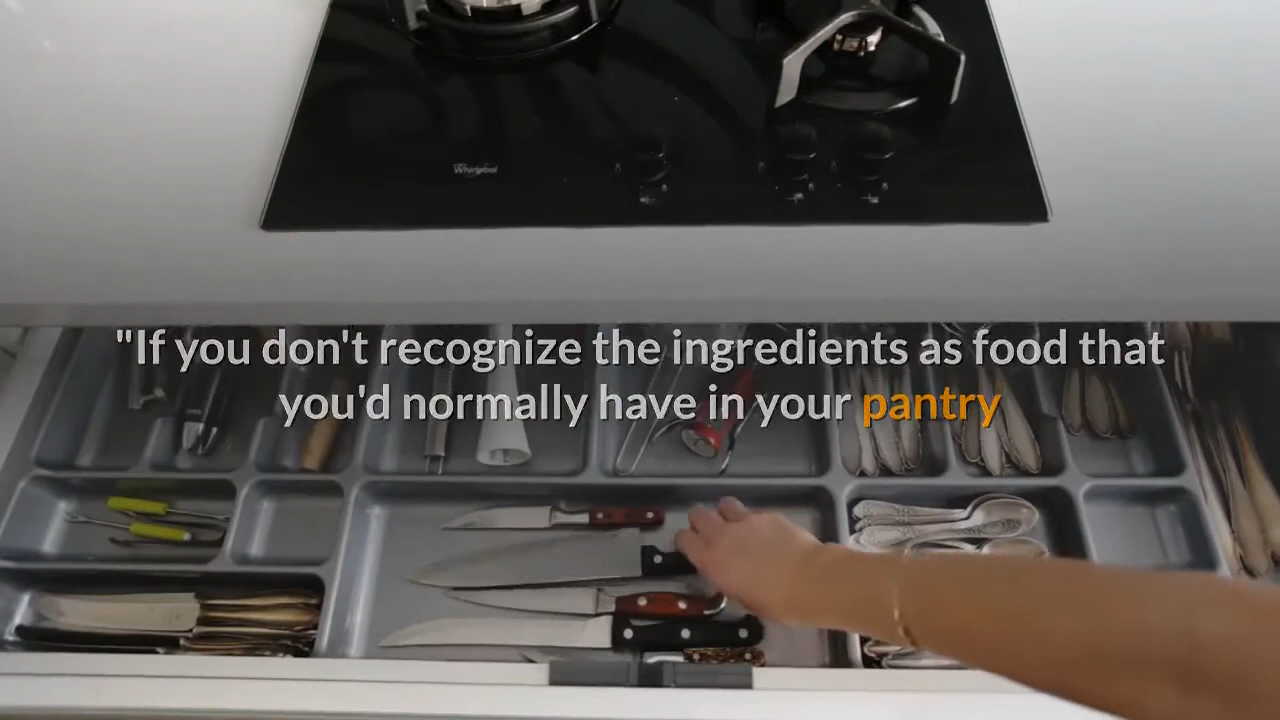 Whirlpool
"If you don't recognize the ingredients as food that
you'd normally have in your pantry